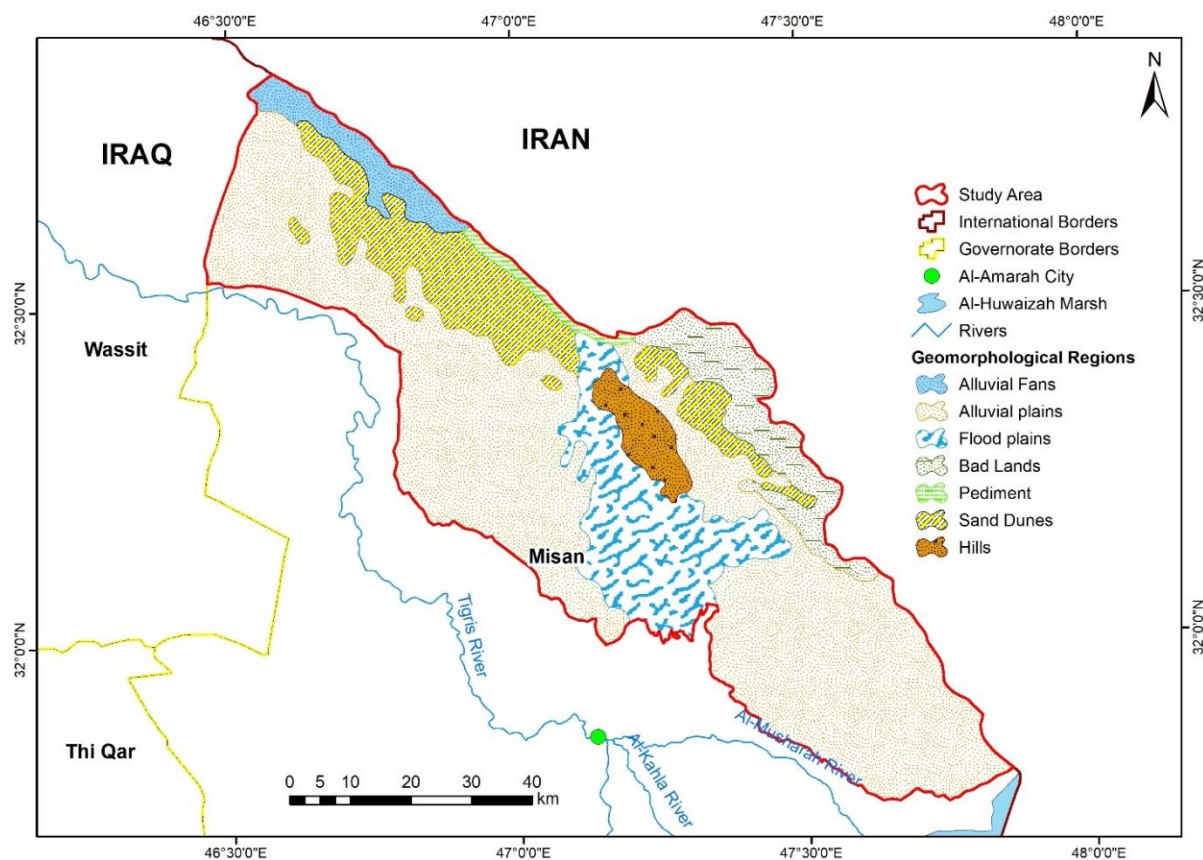 46°30'0"E
47°0'0"E
47°30'0"E
48°0'0"E
N
IRAN
IRAQ
Study Area
International Borders
Governorate Borders
Al-Amarah City
Al-Huwaizah Marsh
Rivers
Geomorphological Regions
Alluvial Fans
Alluvial plains
Flood plains
Bad Lands
Pediment
Sand Dunes
Hills
32°30'0"N
32°30'0"N
Wassit
Misan
32°0'0"N
32°0'0"N
Tigris River
Thi Qar
Al-Kahla River
Al-Musharah River
0 5 10 20 30 40
km
46°30'0"E
47°0'0"E
47°30'0"E
48°0'0"E